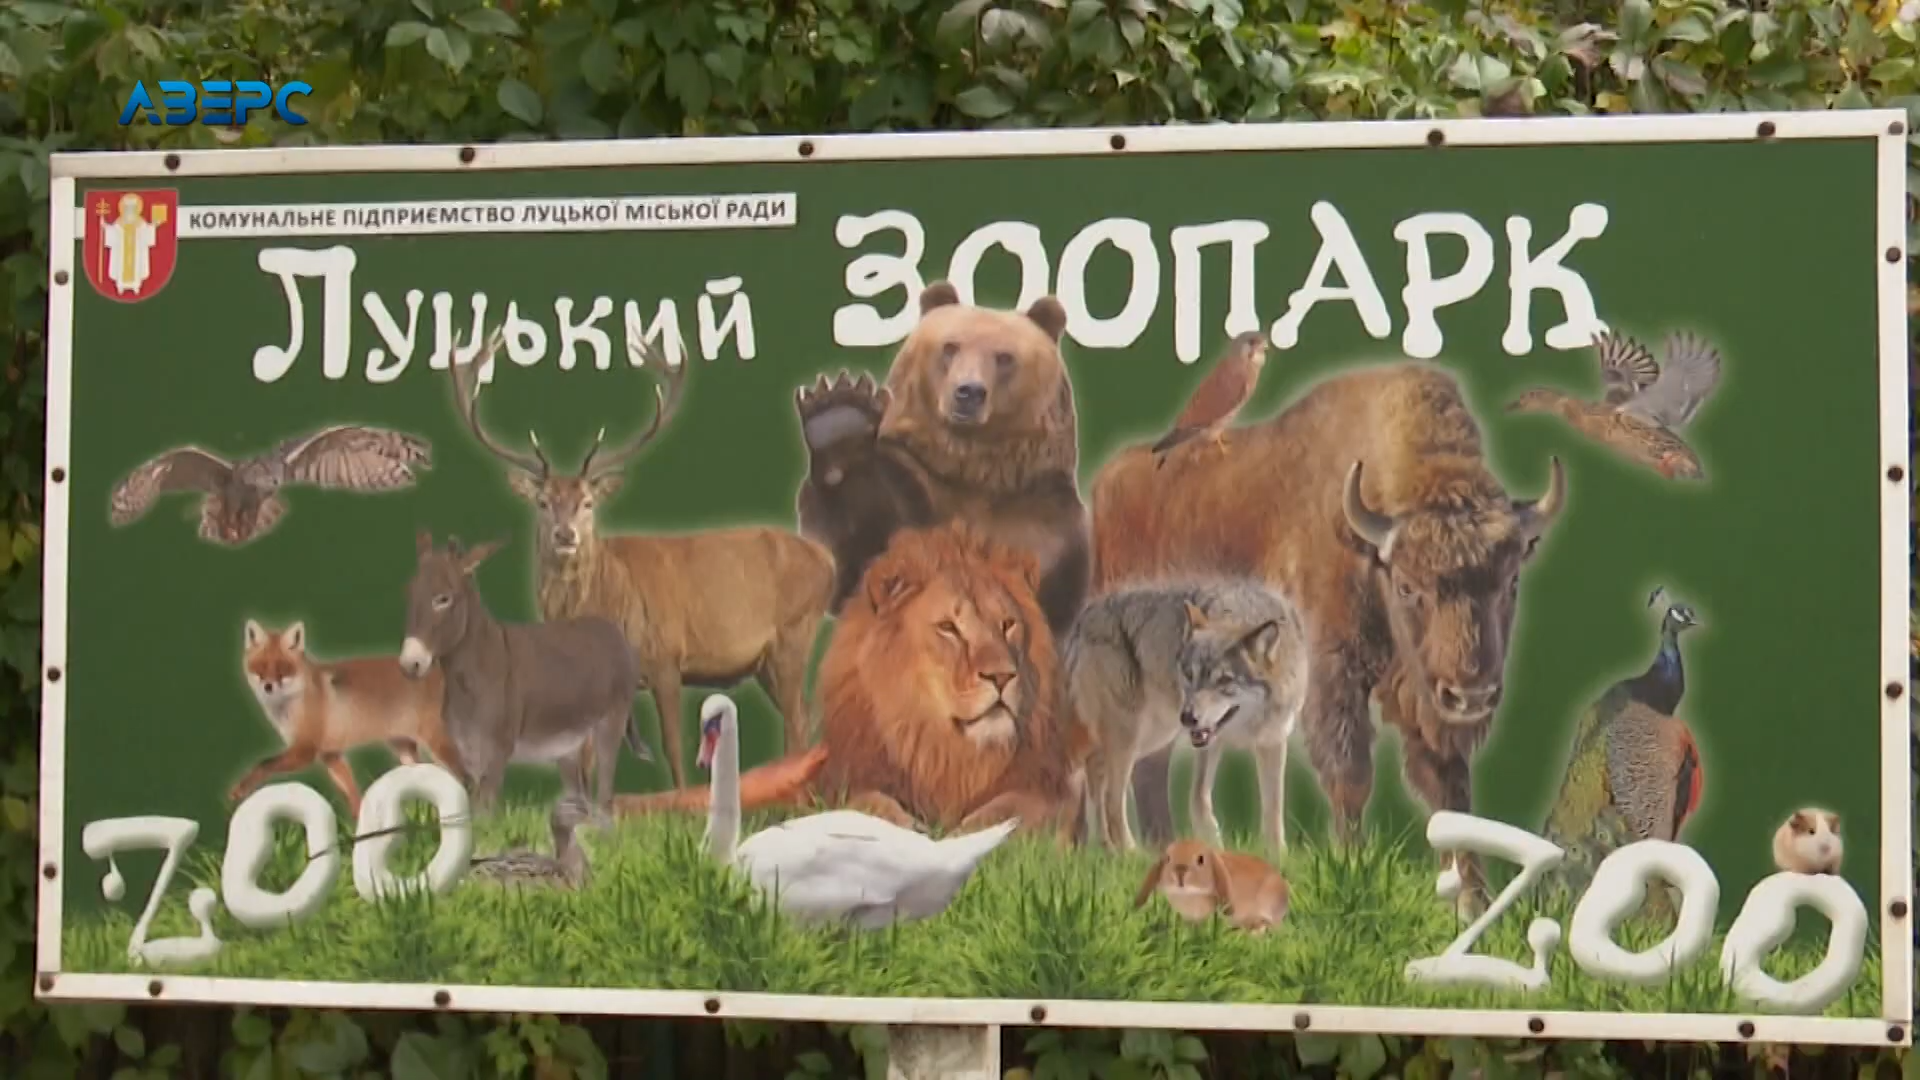 АВЕРС
КОМУНАЛЬНЕ ПІДПРИЄМСТВО ЛУЦЬКОЇ МІСЬКОЇ РАДИ
Луцький ЗООПАРК
ZOO
ZOO